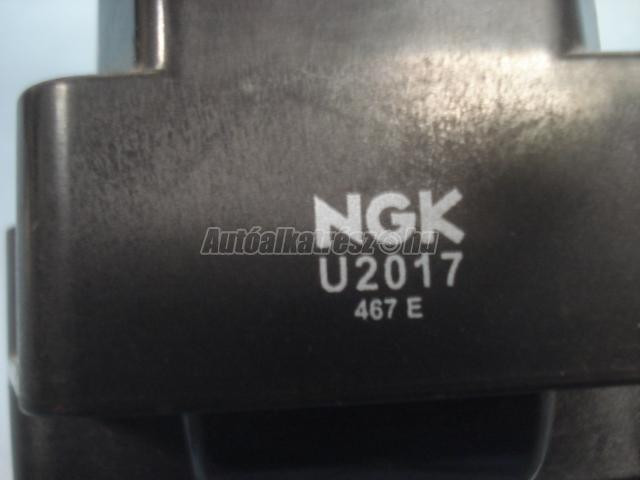 NGK
Autóalkatrész.hu
U2017
467 E